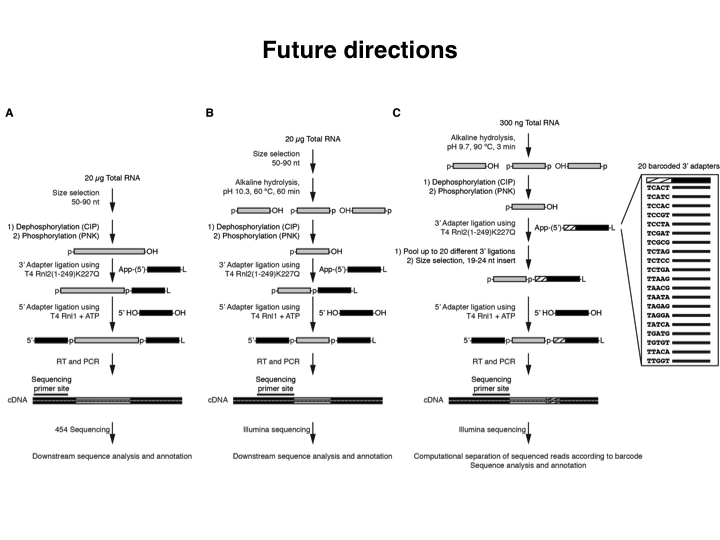 Future directions
A
20 µg Total RNA
Size selection
50-90 nt
1) Dephosphorylation (CIP)
2) Phosphorylation (PNK)
p- -OH
3’ Adapter ligation using
T4 Rnl2(1-249)K227Q
App-(5’)- -L
p- -p- -L
5’ Adapter ligation using
T4 Rnl1 + ATP
5’ HO- -OH
5’- -p- -p- -L
RT and PCR
Sequencing
primer site
cDNA
454 Sequencing
Downstream sequence analysis and annotation
B
20 µg Total RNA
Size selection
50-90 nt
Alkaline hydrolysis,
pH 10.3, 60 ºC, 60 min
p- -OH p- -p OH- -p
1) Dephosphorylation (CIP)
2) Phosphorylation (PNK)
p- -OH
3’ Adapter ligation using
T4 Rnl2(1-249)K227Q
App-(5’)- -L
p- -p- -L
5’ Adapter ligation using
T4 Rnl1 + ATP
5’ HO- -OH
5’- -p- -p- -L
RT and PCR
Sequencing
primer site
cDNA
Illumina sequencing
Downstream sequence analysis and annotation
C
300 ng Total RNA
Alkaline hydrolysis,
pH 9.7, 90 ºC, 3 min
p- -OH p- -p OH- -p
1) Dephosphorylation (CIP)
2) Phosphorylation (PNK)
p- -OH
3’ Adapter ligation using
T4 Rnl2(1-249)K227Q
App-(5’)- -L
1) Pool up to 20 different 3’ ligations
2) Size selection, 19-24 nt insert
p- -p- -L
5’ Adapter ligation using
T4 Rnl1 + ATP
5’ HO- -OH
5’- -p- -p- -L
RT and PCR
Sequencing
primer site
cDNA
Illumina sequencing
Computational separation of sequenced reads according to barcode
Sequence analysis and annotation
20 barcoded 3’ adapters
TCACT
TCATC
TCCAC
TCCGT
TCCTA
TCGAT
TCGCG
TCTAG
TCTCC
TCTGA
TTAAG
TAACG
TAATA
TAGAG
TAGGA
TATCA
TGATG
TGTGT
TTACA
TTGGT